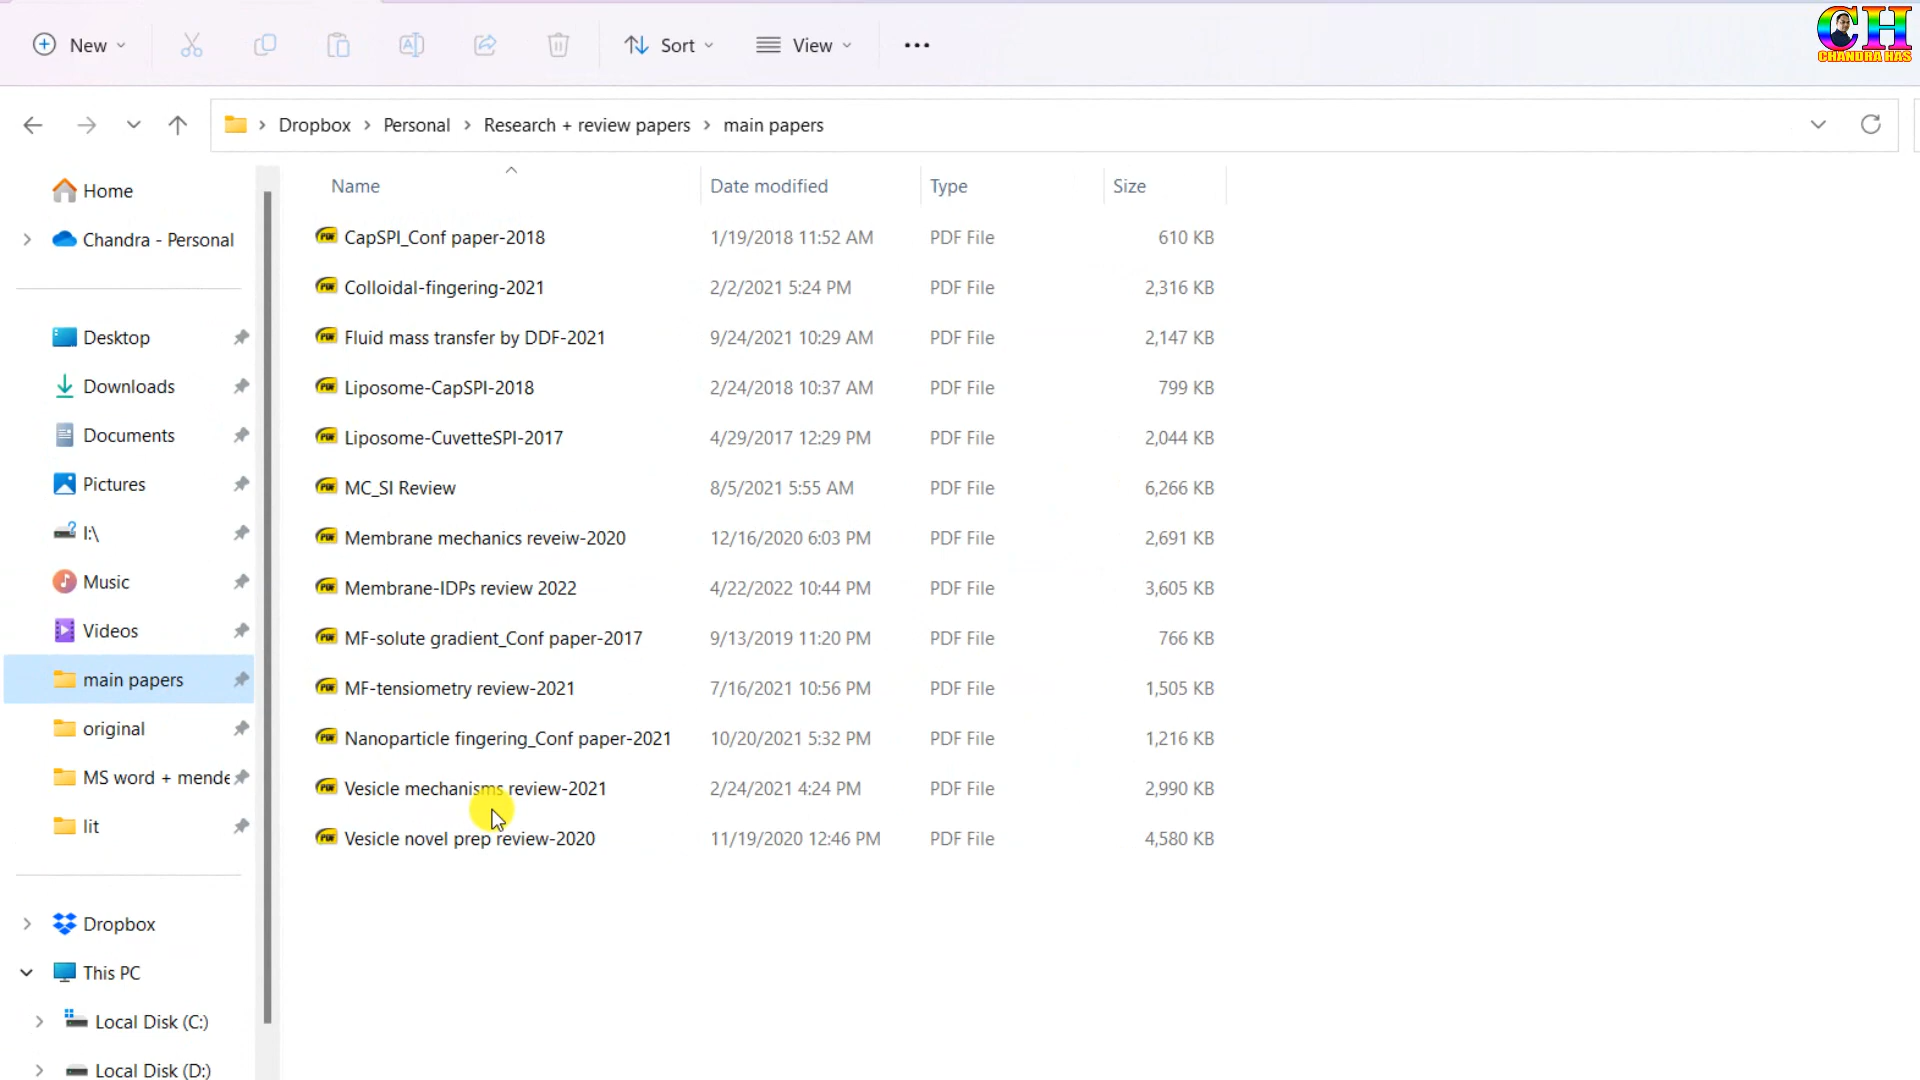 New
Sort
View
CH
CHANDRA HAS
Dropbox > Personal > Research + review papers > main papers
Name Date modified Type Size
Home
Chandra - Personal
Desktop
Downloads
Documents
Pictures
I:\
Music
Videos
main papers
original
MS word + mende
lit
Dropbox
This PC
Local Disk (C:)
Local Disk (D:)
CapSPI_Conf paper-2018 1/19/2018 11:52 AM PDF File 610 KB
Colloidal-fingering-2021 2/2/2021 5:24 PM PDF File 2,316 KB
Fluid mass transfer by DDF-2021 9/24/2021 10:29 AM PDF File 2,147 KB
Liposome-CapSPI-2018 2/24/2018 10:37 AM PDF File 799 KB
Liposome-CuvetteSPI-2017 4/29/2017 12:29 PM PDF File 2,044 KB
MC_SI Review 8/5/2021 5:55 AM PDF File 6,266 KB
Membrane mechanics reveiw-2020 12/16/2020 6:03 PM PDF File 2,691 KB
Membrane-IDPs review 2022 4/22/2022 10:44 PM PDF File 3,605 KB
MF-solute gradient_Conf paper-2017 9/13/2019 11:20 PM PDF File 766 KB
MF-tensiometry review-2021 7/16/2021 10:56 PM PDF File 1,505 KB
Nanoparticle fingering_Conf paper-2021 10/20/2021 5:32 PM PDF File 1,216 KB
Vesicle mechanisms review-2021 2/24/2021 4:24 PM PDF File 2,990 KB
Vesicle novel prep review-2020 11/19/2020 12:46 PM PDF File 4,580 KB